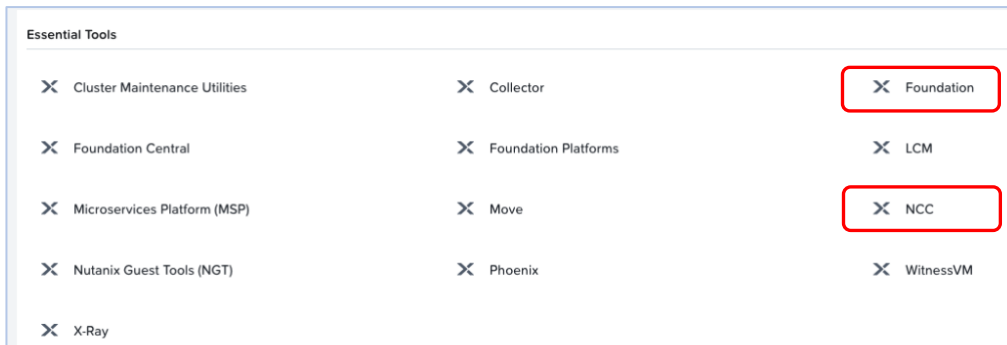 Essential Tools
Cluster Maintenance Utilities
Collector
Foundation
Foundation Central
Foundation Platforms
LCM
Microservices Platform (MSP)
Move
NCC
Nutanix Guest Tools (NGT)
Phoenix
WitnessVM
X-Ray